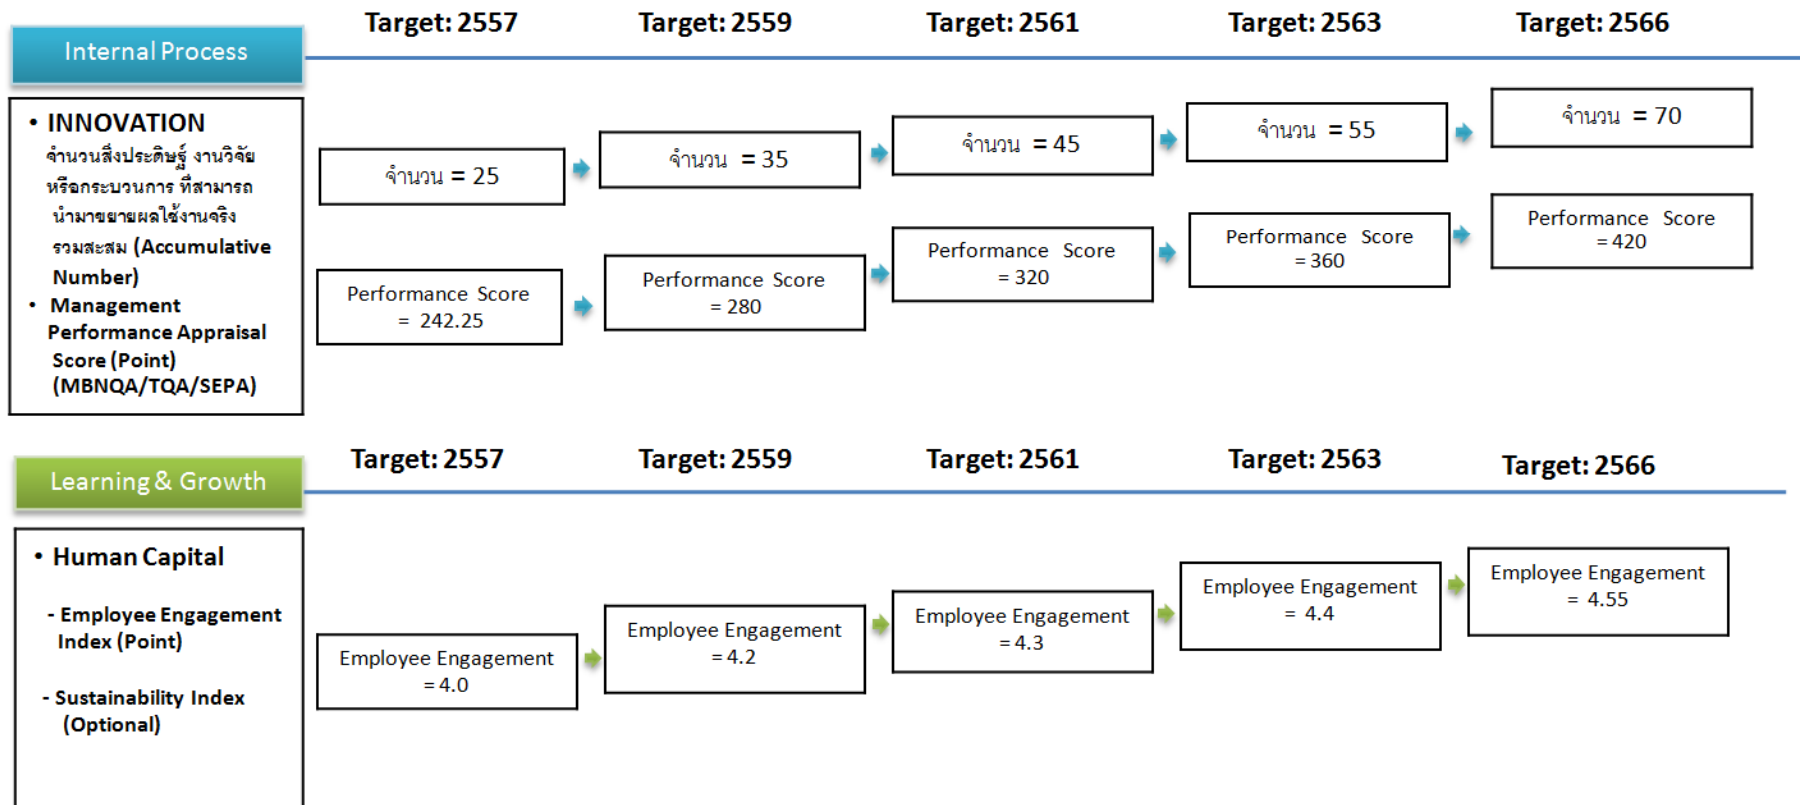 Target: 2557
Target: 2559
Target: 2561
Target: 2563
Target: 2566
Internal Process
• INNOVATION
จำนวนสิ่งประดิษฐ์ งานวิจัย
หรือกระบวนการ ที่สามารถ
นำมาขยายผลใช้งานจริง
รวมสะสม (Accumulative
Number)
• Management
Performance Appraisal
Score (Point)
(MBNQA/TQA/SEPA)
จำนวน = 25
จำนวน = 35
จำนวน = 45
จำนวน = 55
จำนวน = 70
Performance Score
= 242.25
Performance Score
= 280
Performance Score
= 320
Performance Score
= 360
Performance Score
= 420
Target: 2557
Target: 2559
Target: 2561
Target: 2563
Target: 2566
Learning & Growth
• Human Capital
- Employee Engagement
Index (Point)
- Sustainability Index
(Optional)
Employee Engagement
= 4.0
Employee Engagement
= 4.2
Employee Engagement
= 4.3
Employee Engagement
= 4.4
Employee Engagement
= 4.55